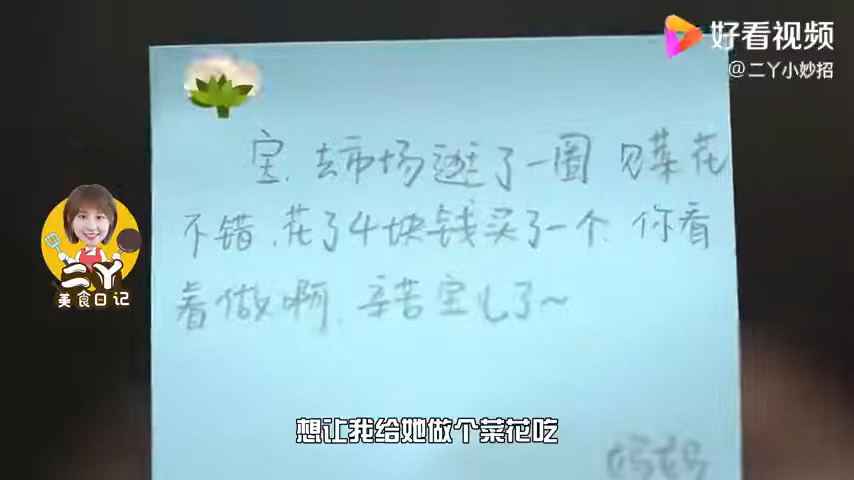 好看视频
@二丫小妙招
宝、去市场逛了一圈 见菜花
不错、花了4块钱买了一个、你看
着做啊、辛苦宝儿了~
二丫
美食日记
想让我给她做个菜花吃
妈妈